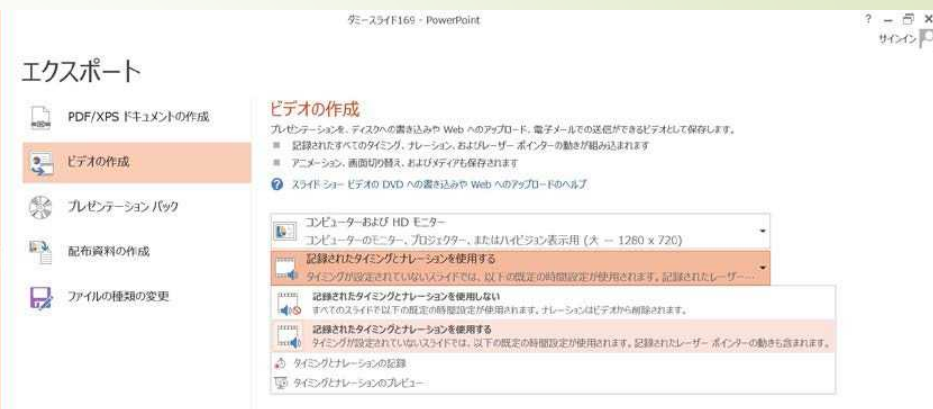 ダミースライド169 - PowerPoint
?
サインイン
エクスポート
PDF/XPS ドキュメントの作成
ビデオの作成
プレゼンテーション パック
配布資料の作成
ファイルの種類の変更
ビデオの作成
プレゼンテーションを、ディスクへの書き込みや Web へのアップロード、電子メールでの送信ができるビデオとして保存します。
記録されたすべてのタイミング、ナレーション、およびレーザー ポインターの動きが組み込まれます
アニメーション、画面切り替え、およびメディアも保存されます
スライド ショー ビデオの DVD への書き込みや Web へのアップロードのヘルプ
コンピューターおよび HD モニター
コンピューターのモニター、プロジェクター、またはハイビジョン表示用 (大 － 1280 x 720)
記録されたタイミングとナレーションを使用する
タイミングが設定されていないスライドでは、以下の既定の時間設定が使用されます。記録されたレーザー…
記録されたタイミングとナレーションを使用しない
すべてのスライドで以下の既定の時間設定が使用されます。ナレーションはビデオから削除されます。
記録されたタイミングとナレーションを使用する
タイミングが設定されていないスライドでは、以下の既定の時間設定が使用されます。記録されたレーザー ポインターの動きも含まれます。
タイミングとナレーションの記録
タイミングとナレーションのプレビュー